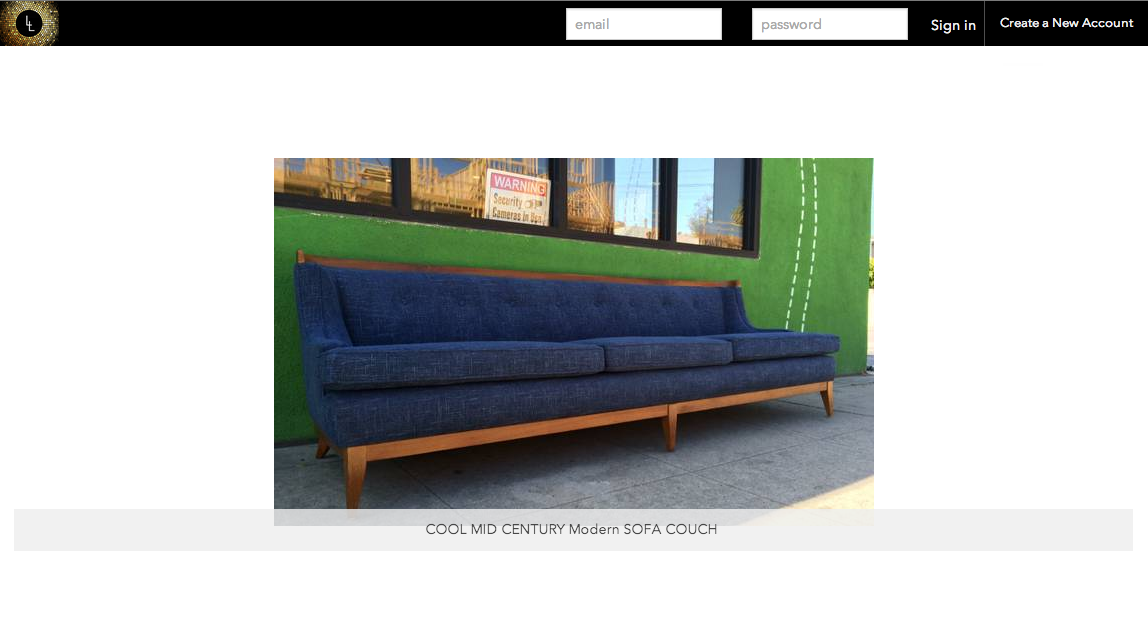 LL
email
password
Sign in
Create a New Account
WARNING
Security
Cameras in Use
COOL MID CENTURY Modern SOFA COUCH